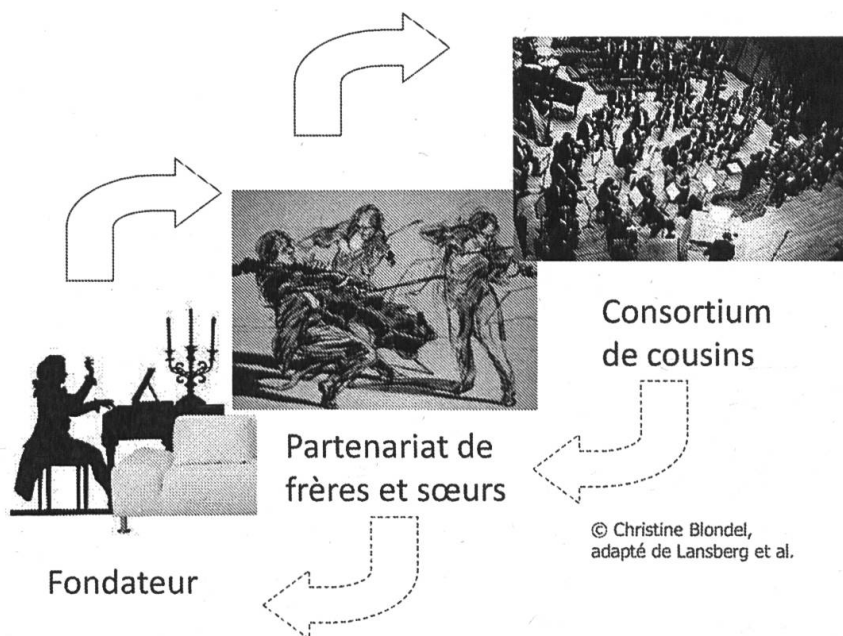 Consortium
de cousins
Partenariat de
frères et sœurs
© Christine Blondel,
adapté de Lansberg et al.
Fondateur